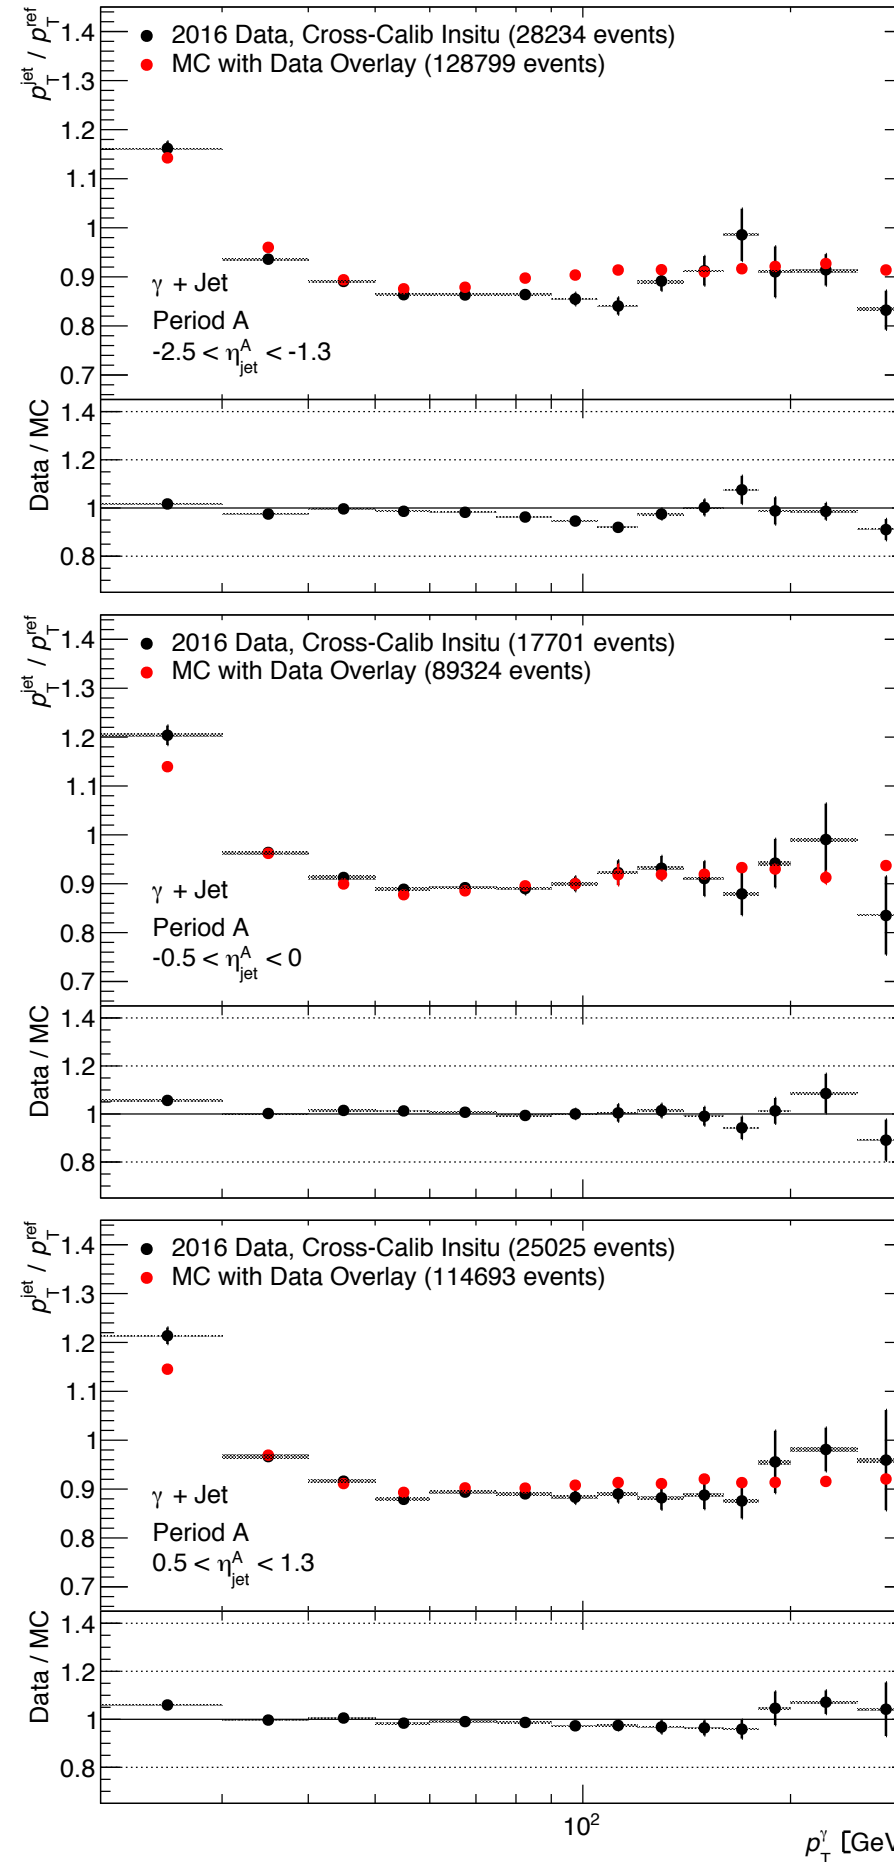 p_T^jet / p_T^ref
1.4
1.3
1.2
1.1
1
0.9
0.8
0.7
2016 Data, Cross-Calib Insitu (28234 events)
MC with Data Overlay (128799 events)
γ + Jet
Period A
-2.5 < η_jet^A < -1.3
Data / MC
1.4
1.2
1
0.8
p_T^jet / p_T^ref
1.4
1.3
1.2
1.1
1
0.9
0.8
0.7
2016 Data, Cross-Calib Insitu (17701 events)
MC with Data Overlay (89324 events)
γ + Jet
Period A
-0.5 < η_jet^A < 0
Data / MC
1.4
1.2
1
0.8
p_T^jet / p_T^ref
1.4
1.3
1.2
1.1
1
0.9
0.8
0.7
2016 Data, Cross-Calib Insitu (25025 events)
MC with Data Overlay (114693 events)
γ + Jet
Period A
0.5 < η_jet^A < 1.3
Data / MC
1.4
1.2
1
0.8
10²
p_T^γ [GeV